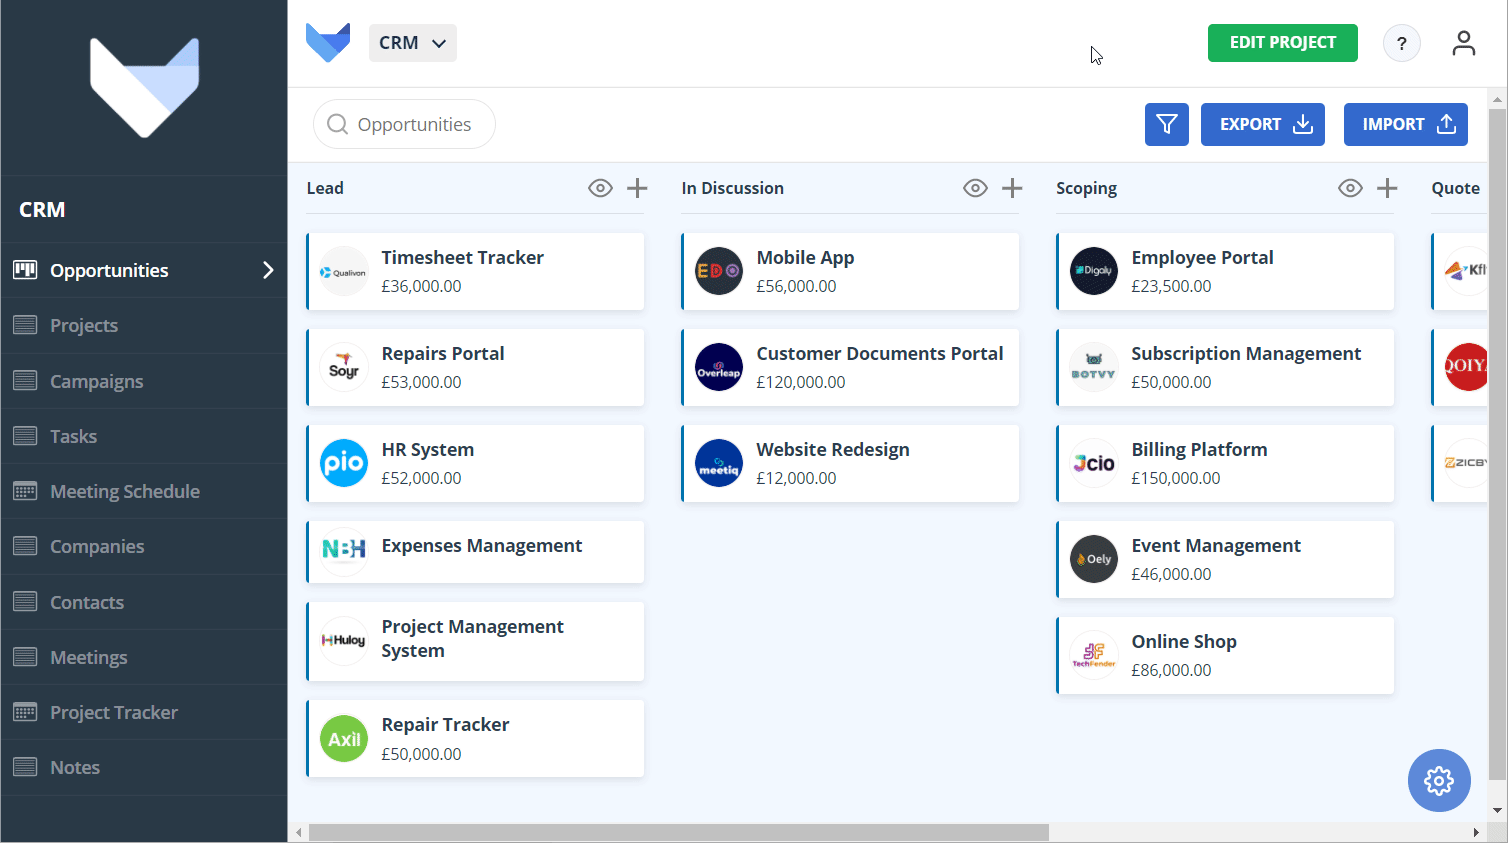 CRM
EDIT PROJECT
?
CRM
Opportunities
Projects
Campaigns
Tasks
Meeting Schedule
Companies
Contacts
Meetings
Project Tracker
Notes
Opportunities
EXPORT
IMPORT
Lead
Qualivon
Timesheet Tracker
£36,000.00
Soyr
Repairs Portal
£53,000.00
pio
HR System
£52,000.00
NBH
Expenses Management
Huloy
Project Management
System
Axil
Repair Tracker
£50,000.00
In Discussion
EDO
Mobile App
£56,000.00
Overleap
Customer Documents Portal
£120,000.00
meetiq
Website Redesign
£12,000.00
Scoping
Digaly
Employee Portal
£23,500.00
BOTVY
Subscription Management
£50,000.00
Jcio
Billing Platform
£150,000.00
Oely
Event Management
£46,000.00
TechFender
Online Shop
£86,000.00
Quote